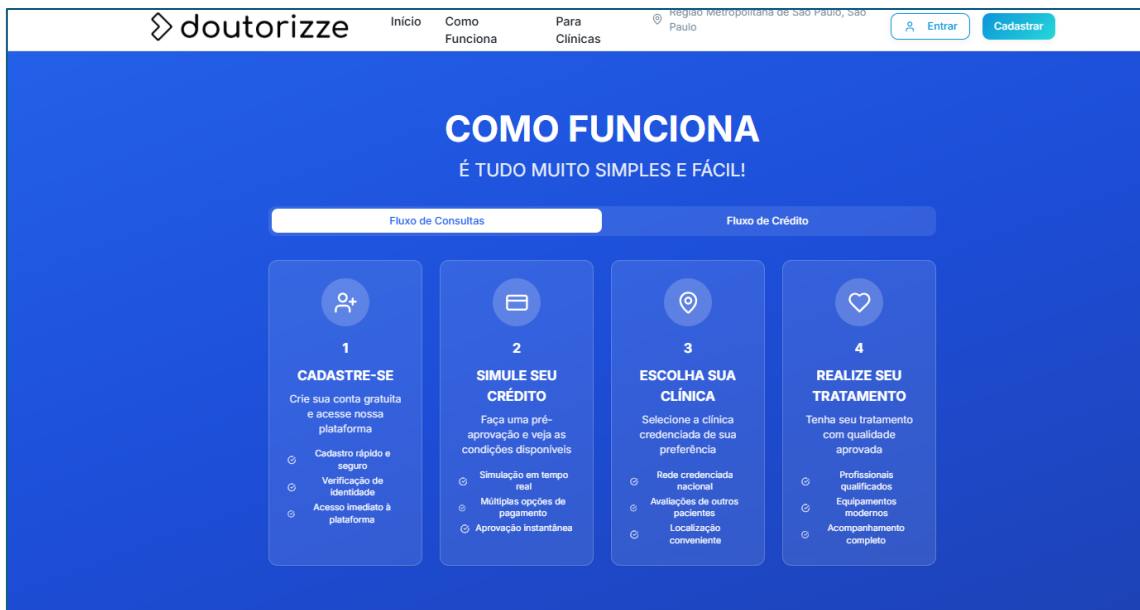 doutorizze
Início
Como
Funciona
Para
Clínicas
Região Metropolitana de São Paulo, São
Paulo
Entrar
Cadastrar
COMO FUNCIONA
É TUDO MUITO SIMPLES E FÁCIL!
Fluxo de Consultas
Fluxo de Crédito
1
CADASTRE-SE
Crie sua conta gratuita
e acesse nossa
plataforma
Cadastro rápido e
seguro
Verificação de
identidade
Acesso imediato à
plataforma
2
SIMULE SEU
CRÉDITO
Faça uma pré-
aprovação e veja as
condições disponíveis
Simulação em tempo
real
Múltiplas opções de
pagamento
Aprovação instantânea
3
ESCOLHA SUA
CLÍNICA
Selecione a clínica
credenciada de sua
preferência
Rede credenciada
nacional
Avaliações de outros
pacientes
Localização
conveniente
4
REALIZE SEU
TRATAMENTO
Tenha seu tratamento
com qualidade
aprovada
Profissionais
qualificados
Equipamentos
modernos
Acompanhamento
completo